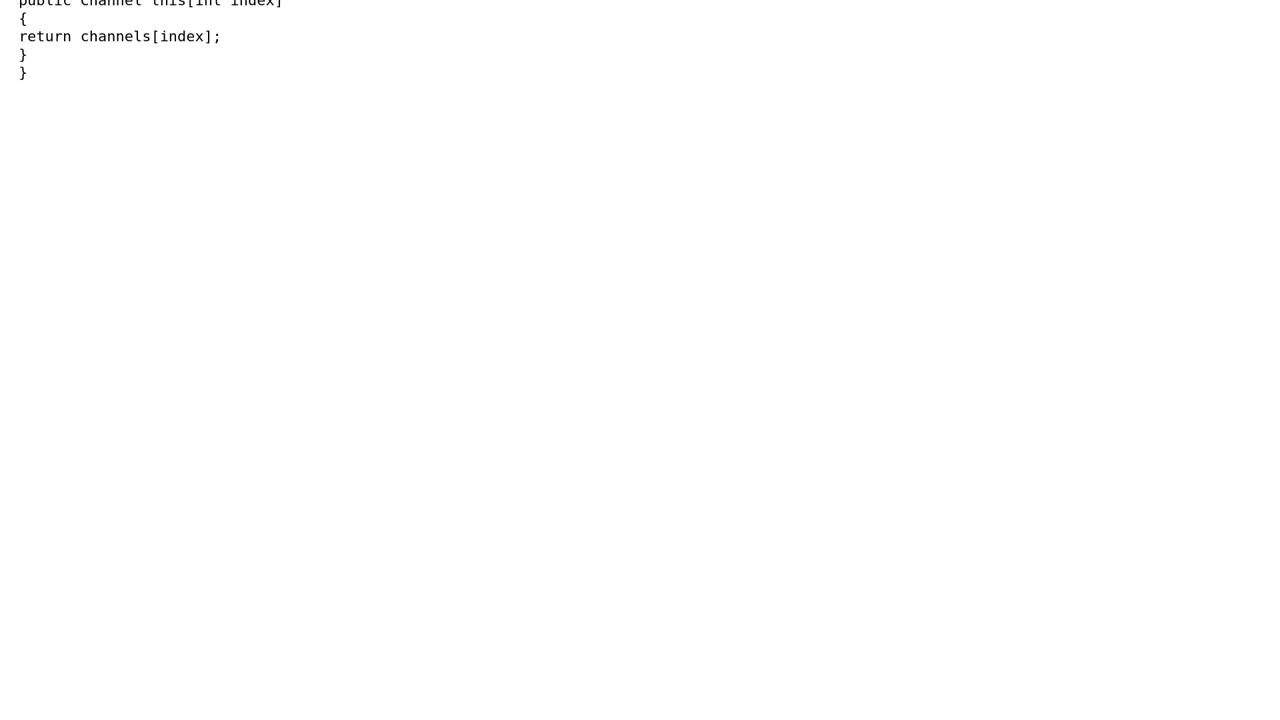 public Channel this[int index]
{
return channels[index];
}
}